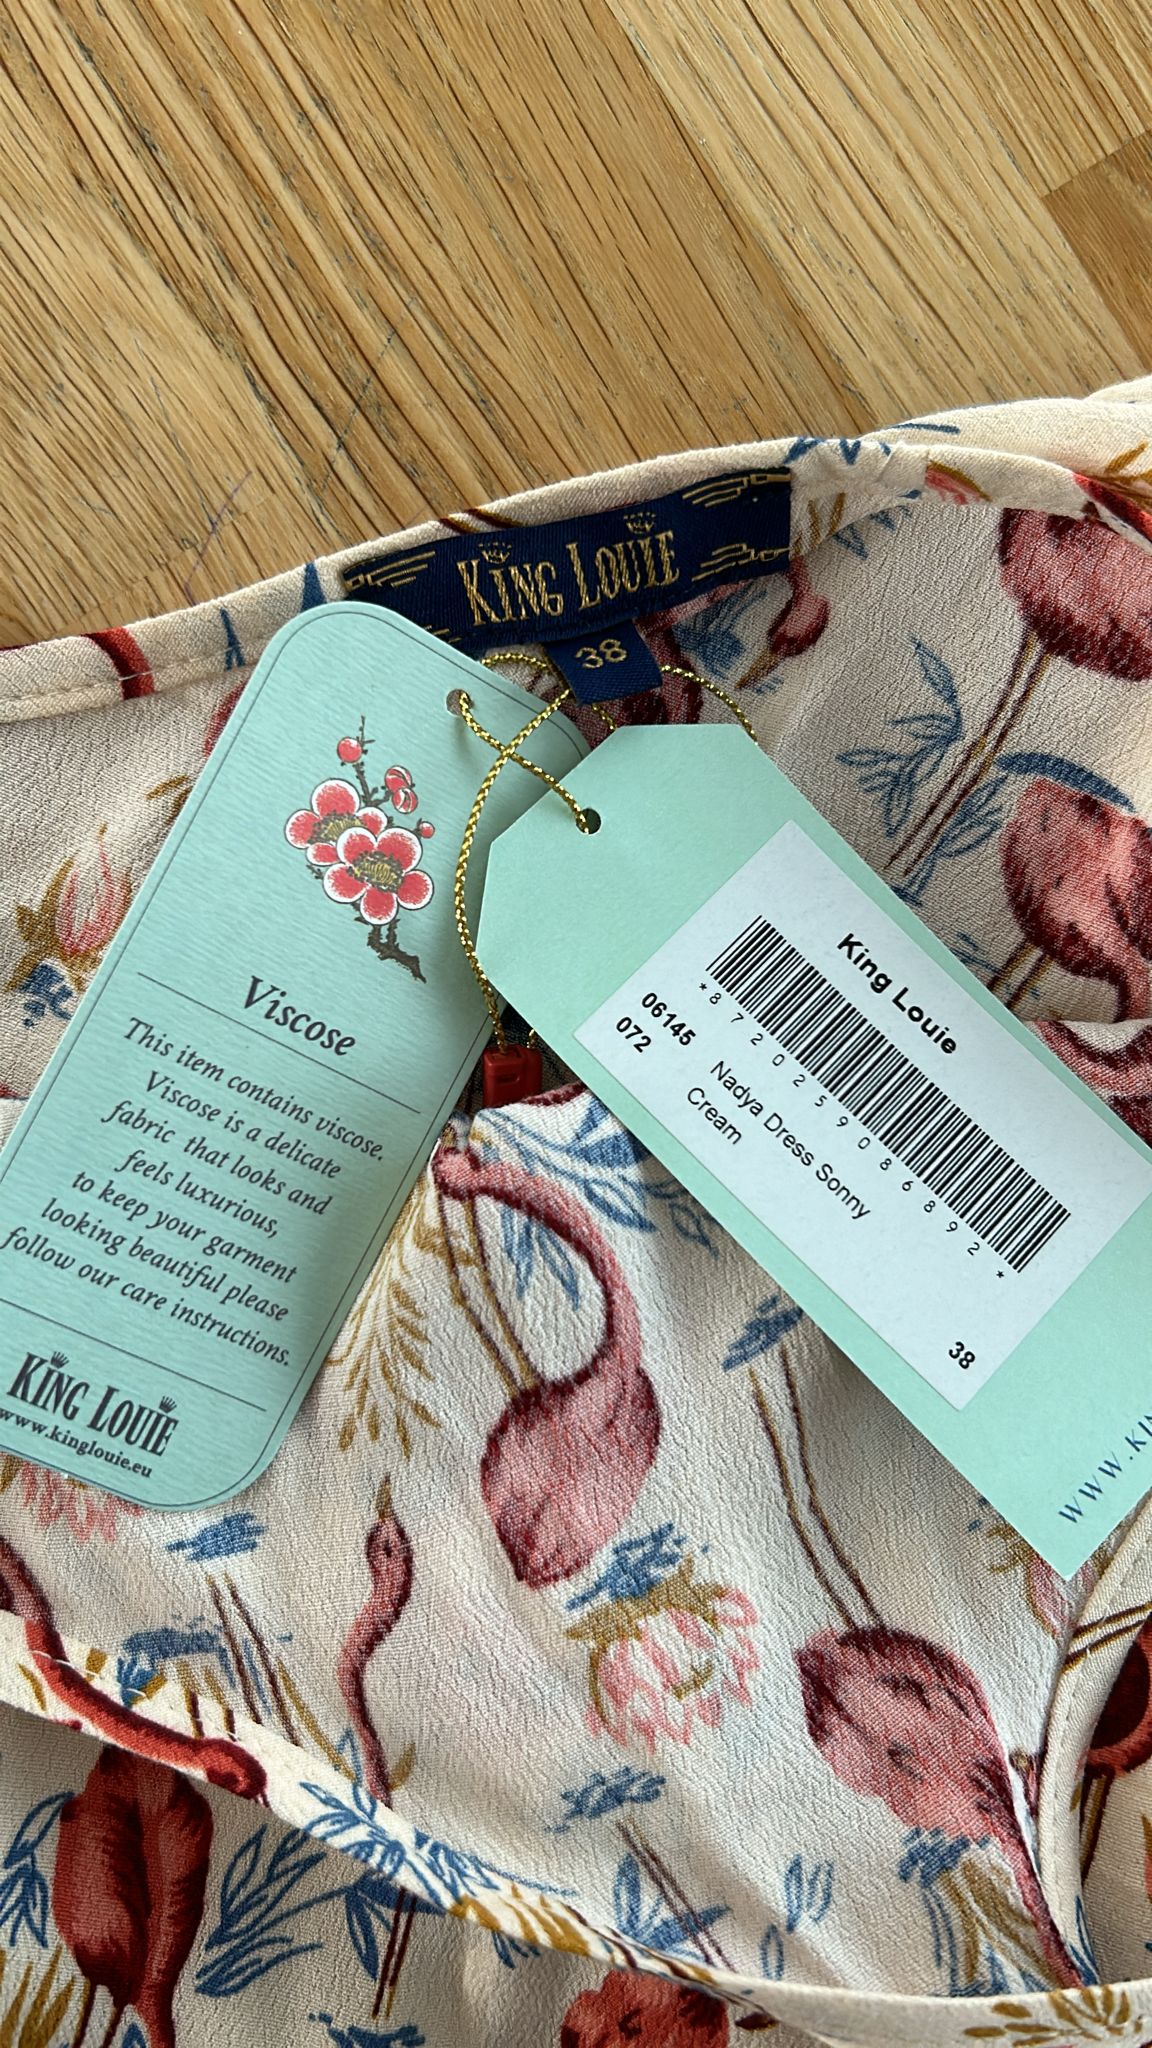 KING LOUIE
38
Viscose
This item contains viscose.
Viscose is a delicate
fabric that looks and
feels luxurious,
to keep your garment
looking beautiful please
follow our care instructions.
KING LOUIE
www.kinglouie.eu
King Louie
*8720259086892*
06145 Nadya Dress Sonny
072 Cream
38
WWW.KIN